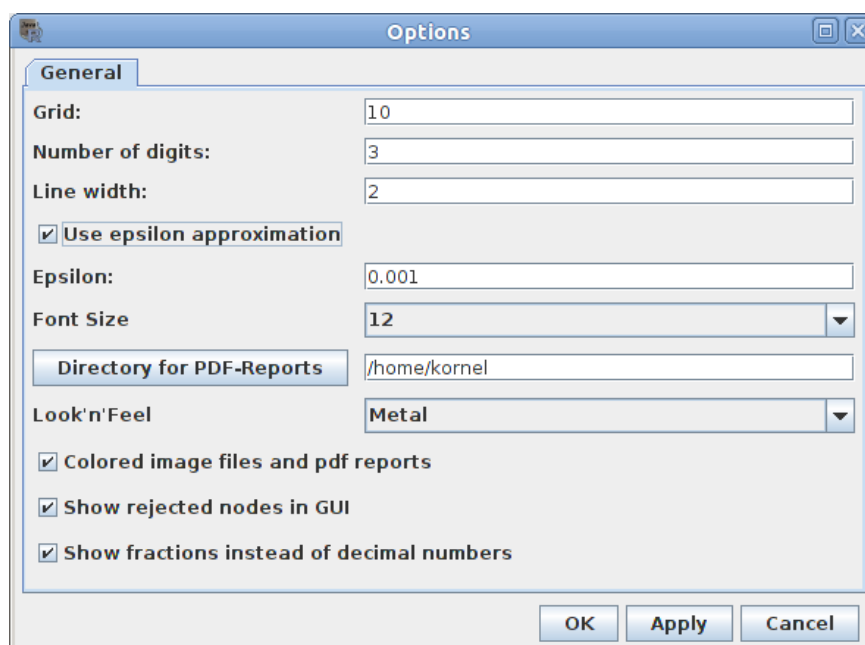 Options
General
Grid: 10
Number of digits: 3
Line width: 2
Use epsilon approximation
Epsilon: 0.001
Font Size 12
Directory for PDF-Reports /home/kornel
Look'n'Feel Metal
Colored image files and pdf reports
Show rejected nodes in GUI
Show fractions instead of decimal numbers
OK Apply Cancel